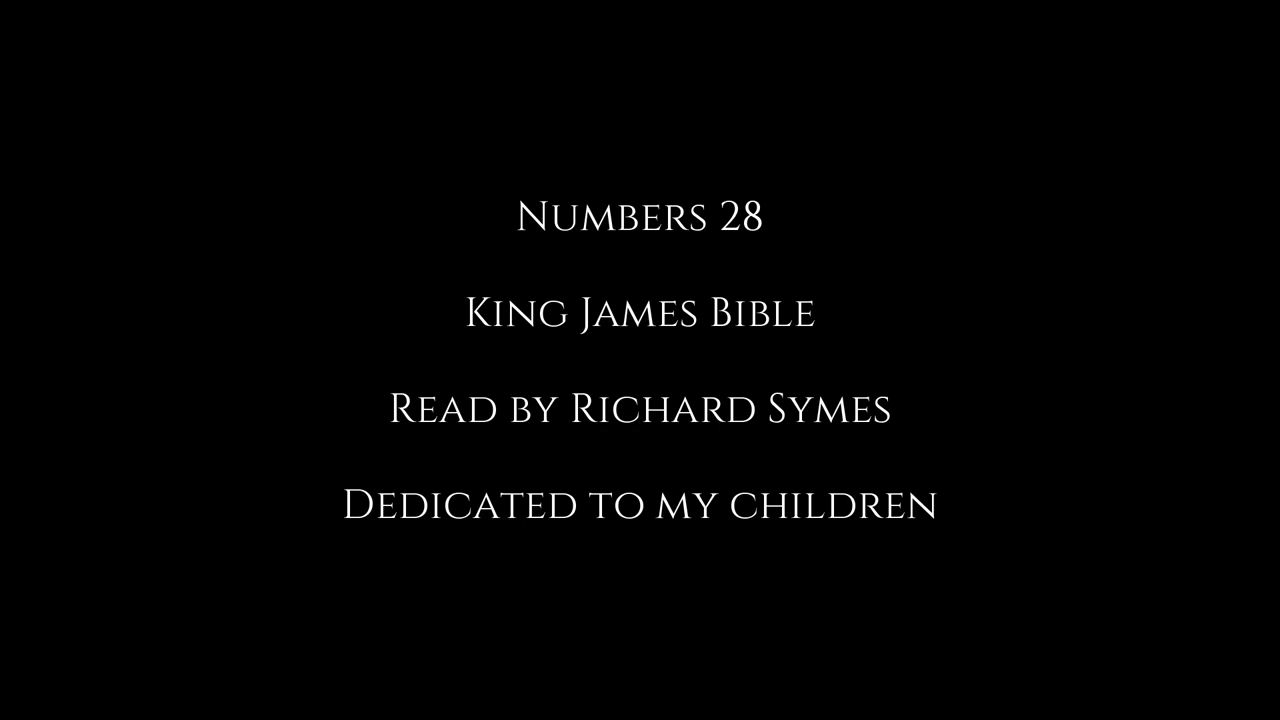 Numbers 28
King James Bible
Read by Richard Symes
Dedicated to my children